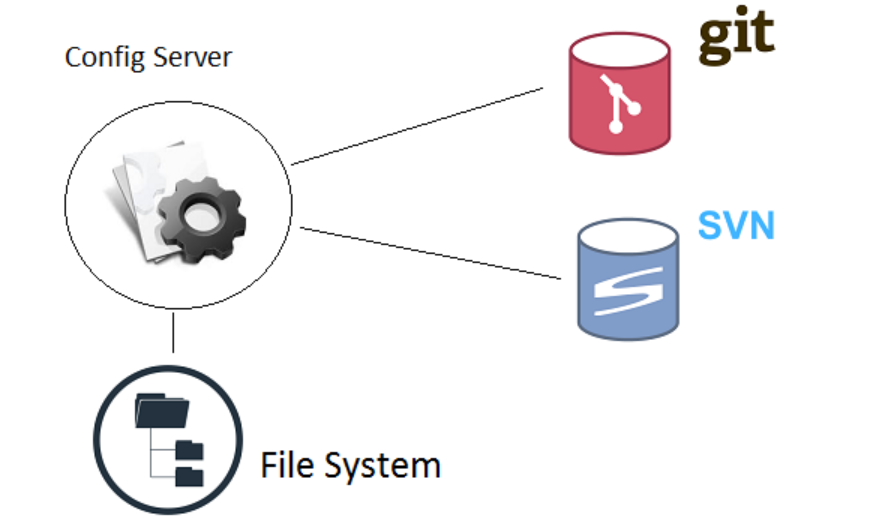 git
Config Server
SVN
File System